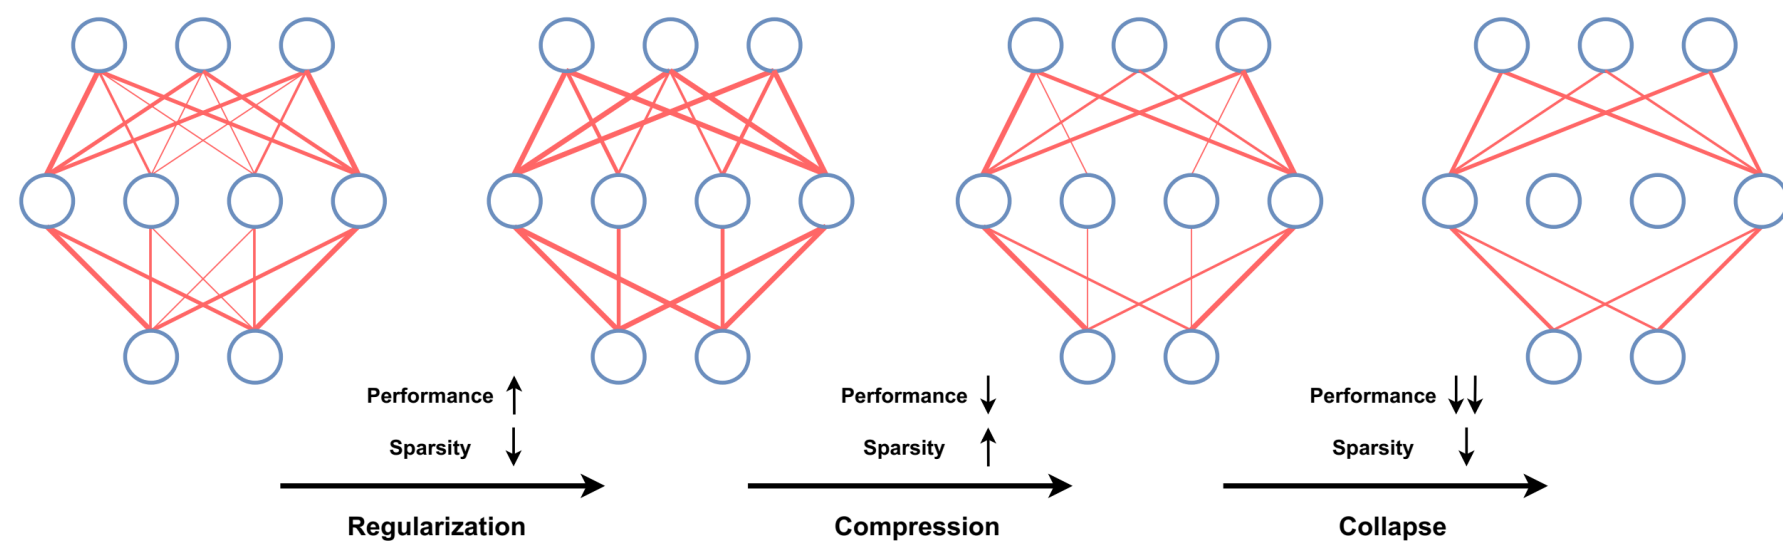 Performance ↑
Sparsity ↓
Regularization
Performance ↓
Sparsity ↑
Compression
Performance ↓↓
Sparsity ↓
Collapse